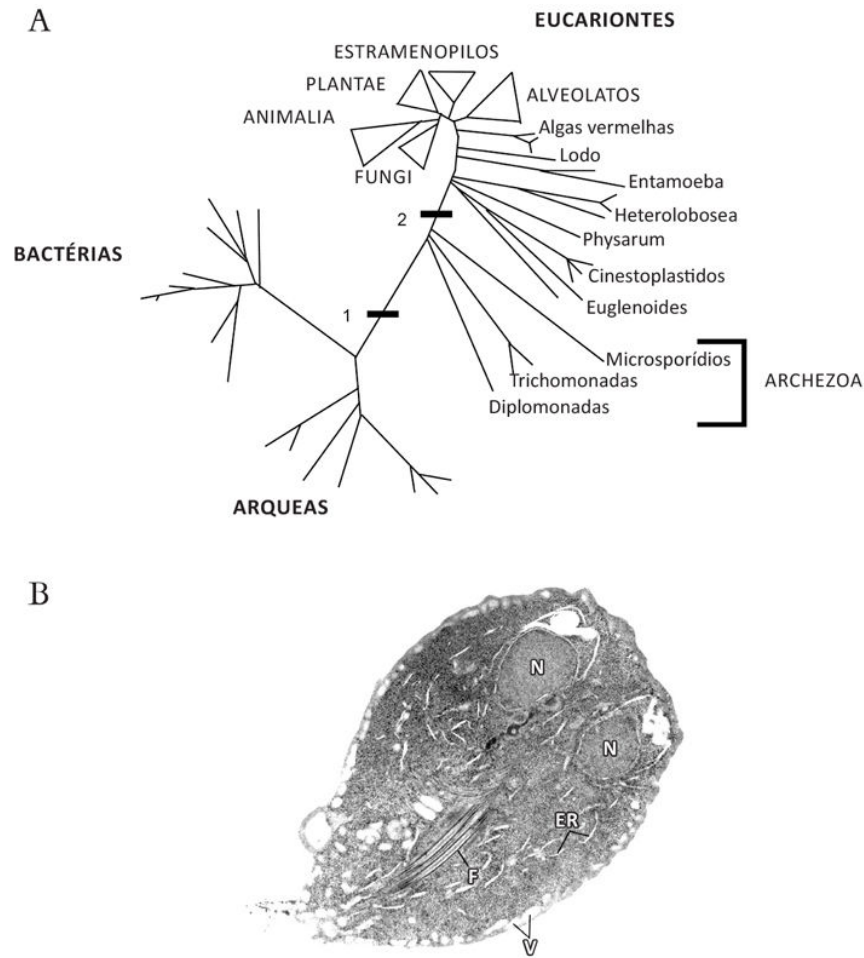 A
EUCARIONTES
ESTRAMENOPILOS
PLANTAE
ALVEOLATOS
ANIMALIA
Algas vermelhas
Lodo
FUNGI
Entamoeba
2
Heterolobosea
Physarum
BACTÉRIAS
Cinestoplastidos
Euglenoides
1
Microsporídios
ARCHEZOA
Trichomonadas
Diplomonadas
ARQUEAS
B
N
N
ER
F
V